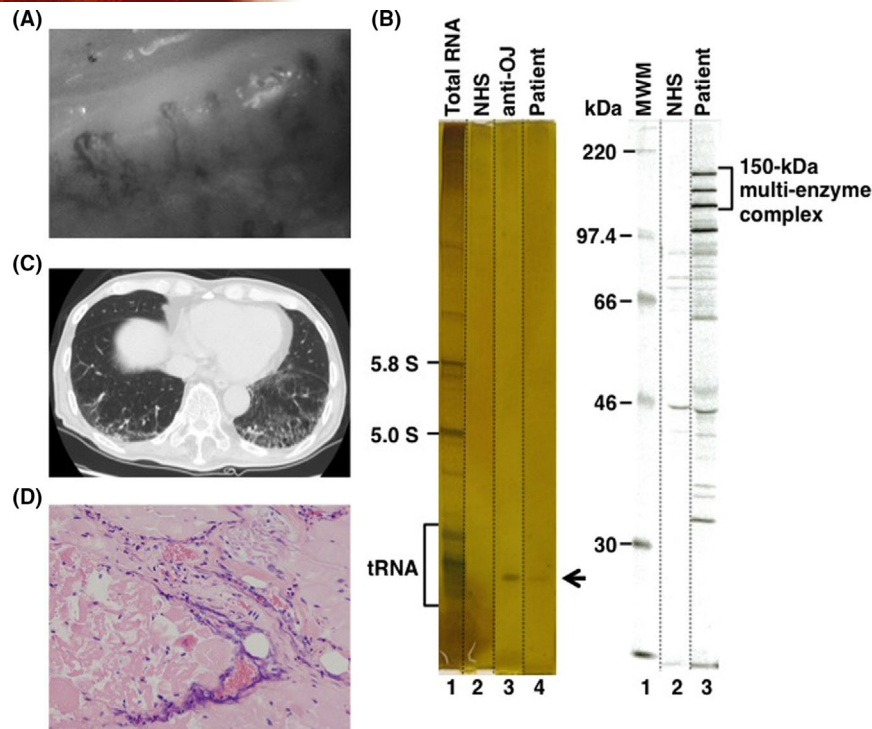 (A)
(B)
Total RNA
NHS
anti-OJ
Patient
kDa
MWM
NHS
Patient
220
150-kDa
multi-enzyme
complex
97.4
(C)
66
5.8 S
46
5.0 S
(D)
30
tRNA
1 2 3 4
1 2 3